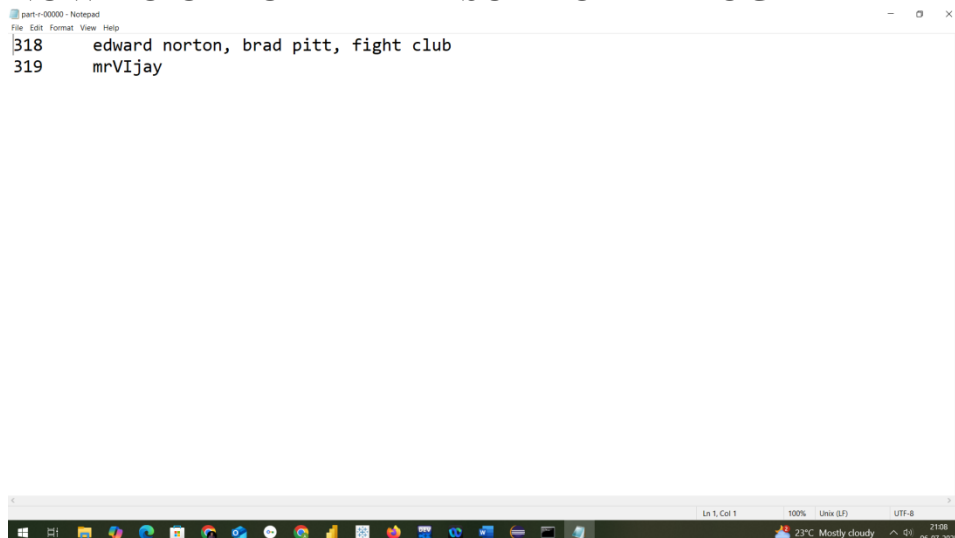 part-r-00000 - Notepad
File Edit Format View Help
318 edward norton, brad pitt, fight club
319 mrVIjay
Ln 1, Col 1 100% Unix (LF) UTF-8
23°C Mostly cloudy 21:08